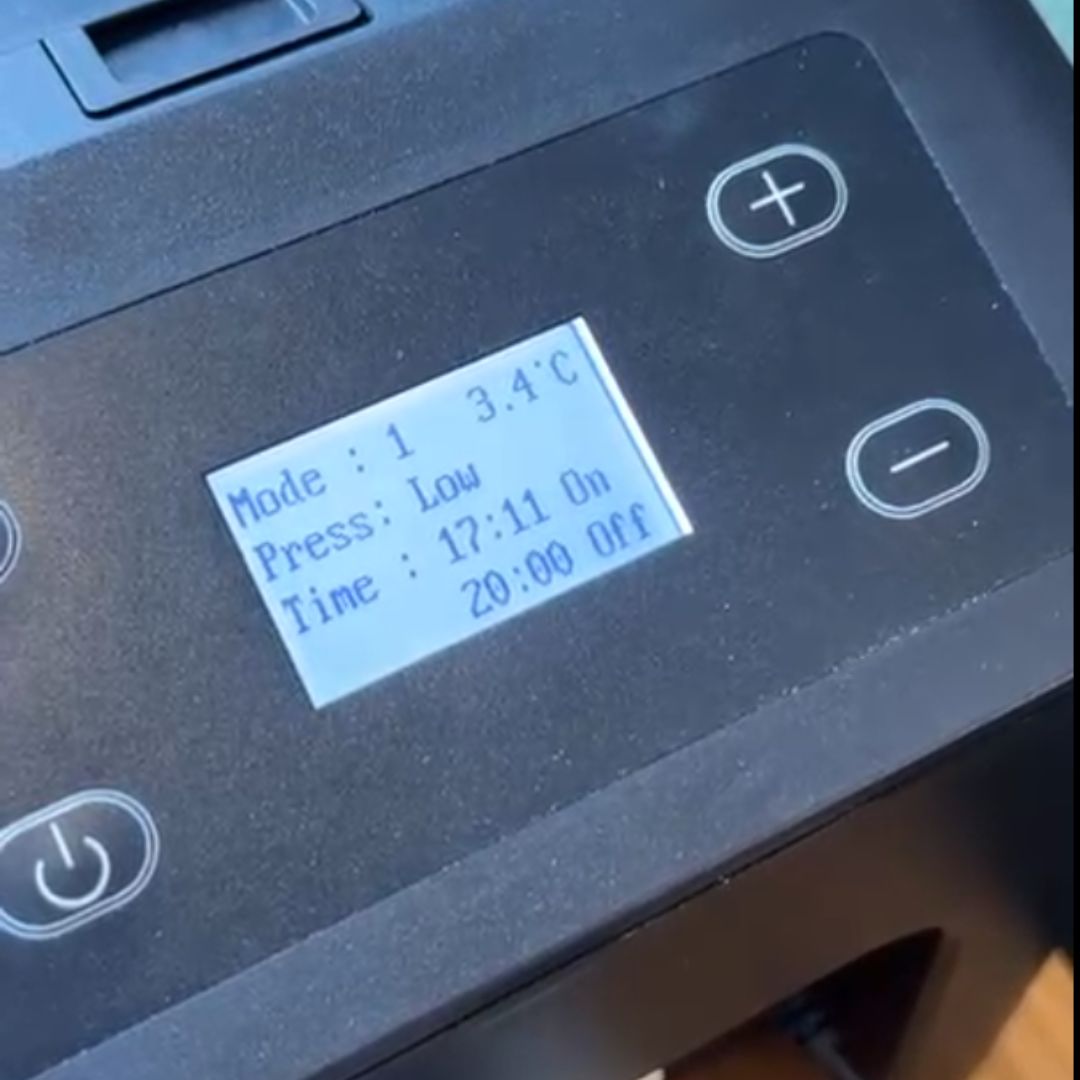 Mode : 1 3.4°C
Press: Low
Time : 17:11 On
20:00 Off